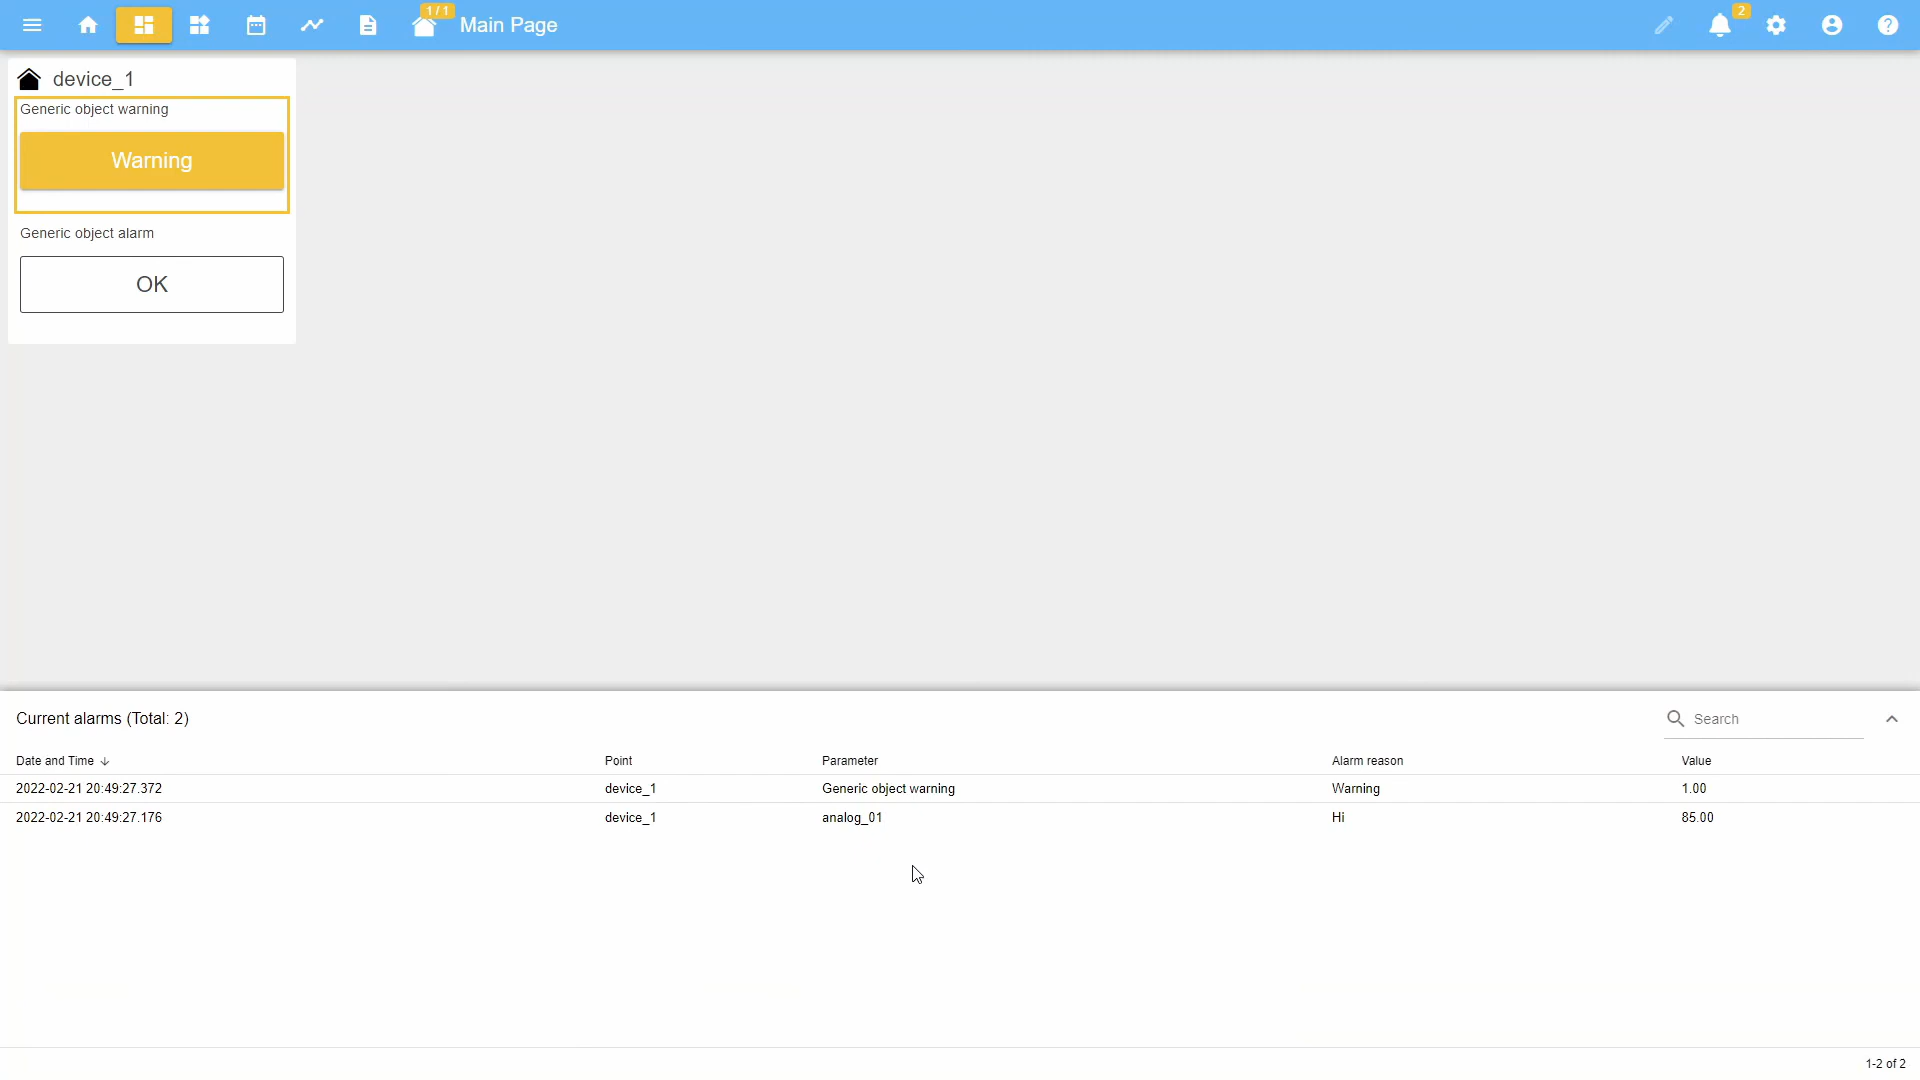 1 / 1
Main Page
2
device_1
Generic object warning
Warning
Generic object alarm
OK
Current alarms (Total: 2)
Search
Date and Time Point Parameter Alarm reason Value
2022-02-21 20:49:27.372 device_1 Generic object warning Warning 1.00
2022-02-21 20:49:27.176 device_1 analog_01 Hi 85.00
1-2 of 2